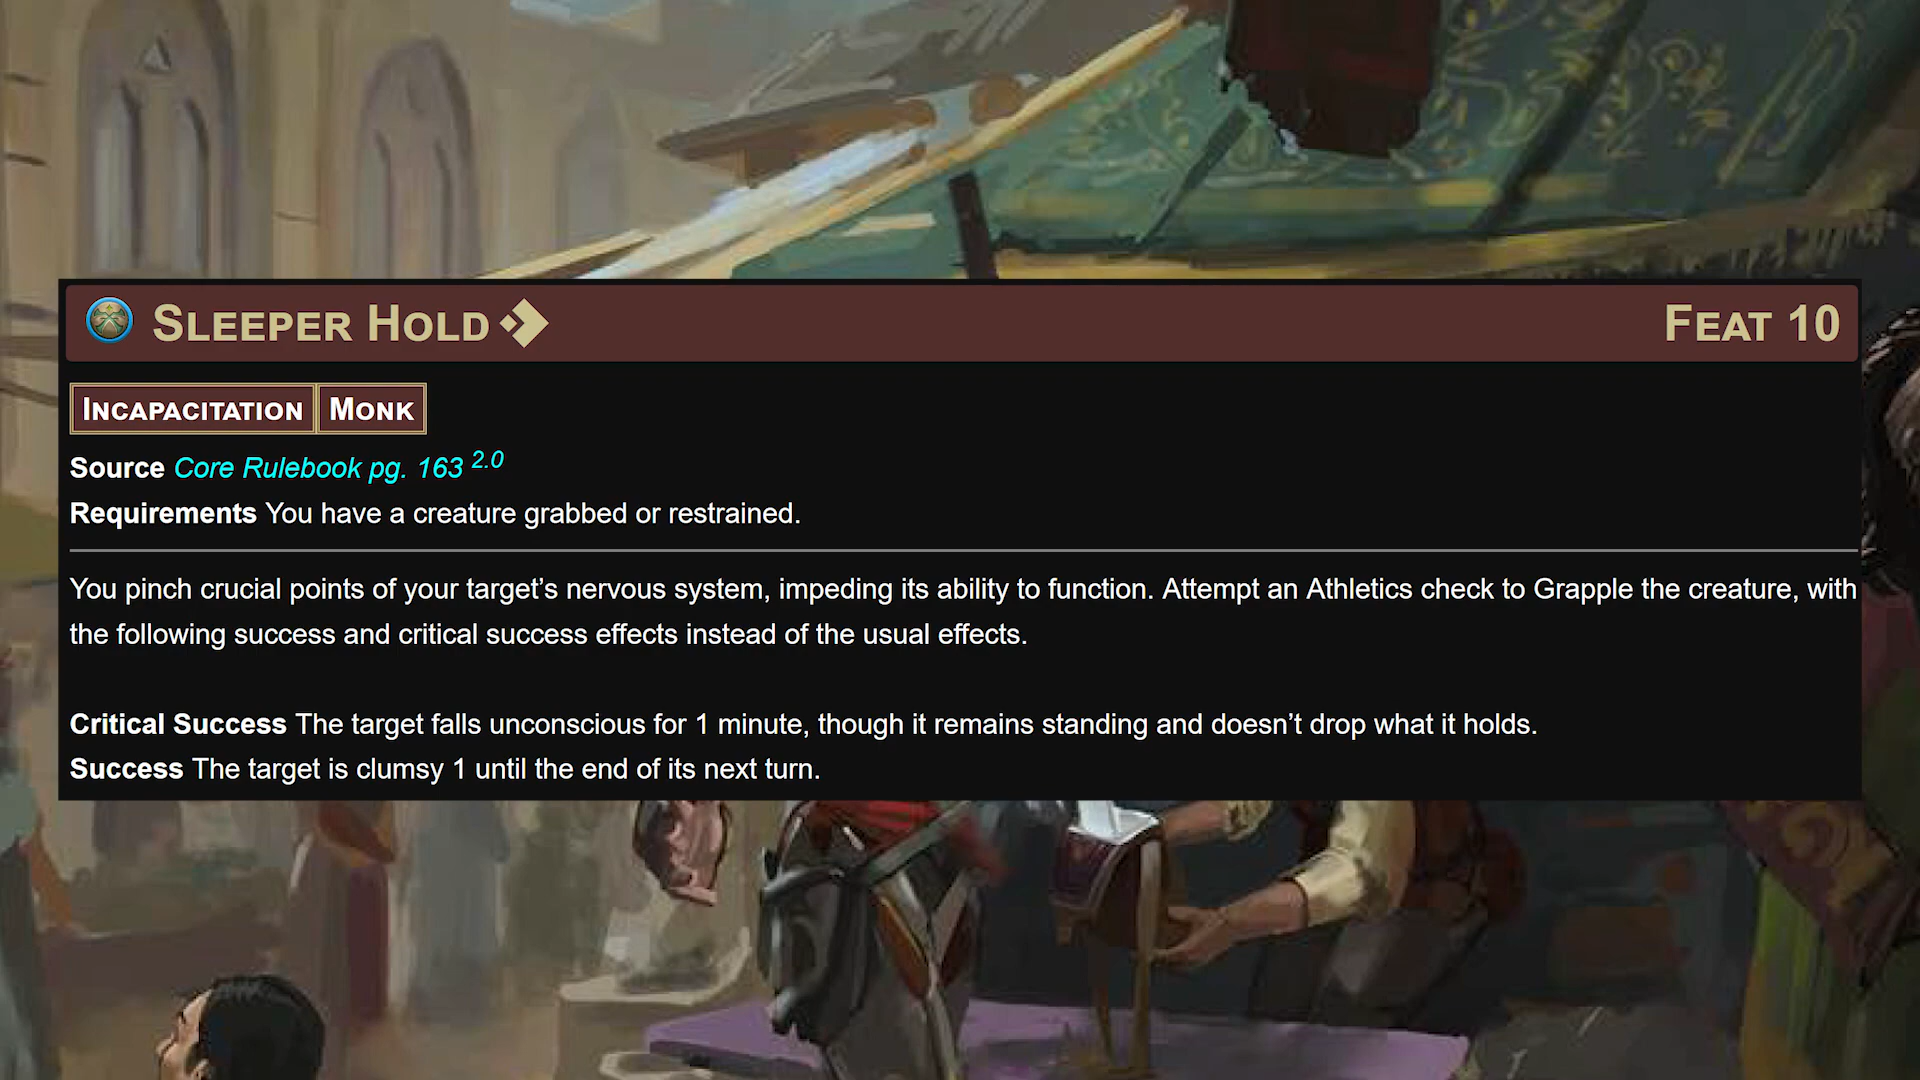 Sleeper Hold
Feat 10
Incapacitation
Monk
Source Core Rulebook pg. 163 2.0
Requirements You have a creature grabbed or restrained.
You pinch crucial points of your target’s nervous system, impeding its ability to function. Attempt an Athletics check to Grapple the creature, with
the following success and critical success effects instead of the usual effects.
Critical Success The target falls unconscious for 1 minute, though it remains standing and doesn’t drop what it holds.
Success The target is clumsy 1 until the end of its next turn.